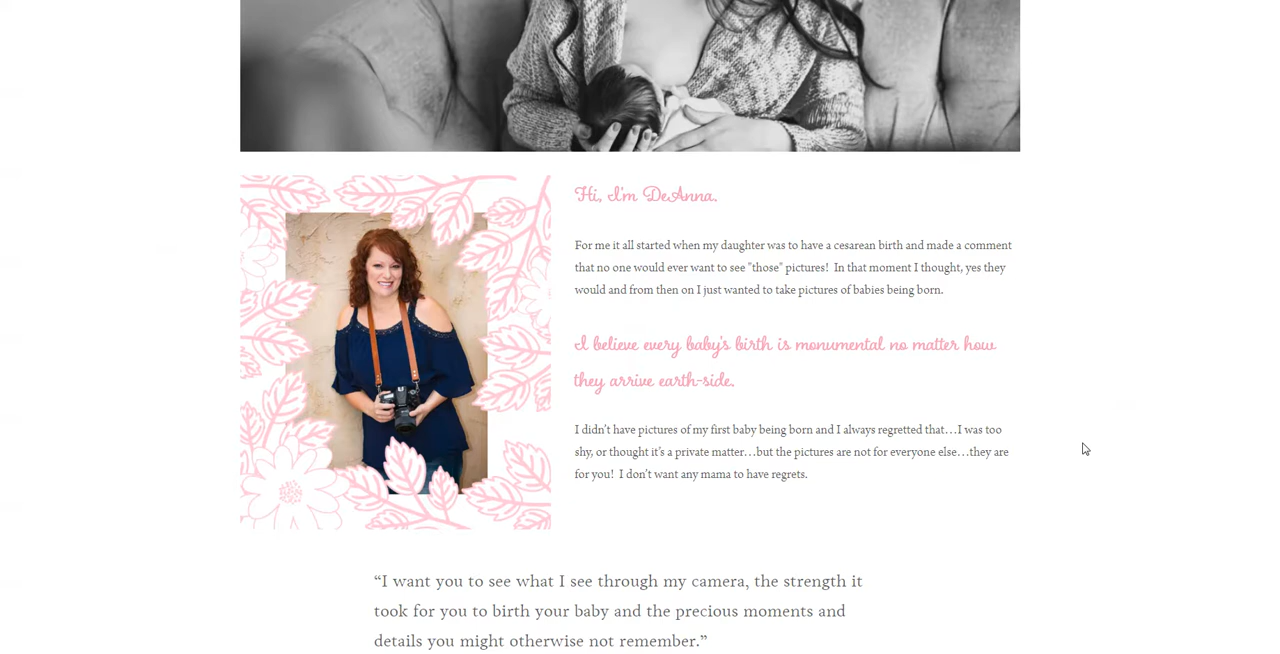 Hi, I'm DeAnna.
For me it all started when my daughter was to have a cesarean birth and made a comment
that no one would ever want to see "those" pictures!  In that moment I thought, yes they
would and from then on I just wanted to take pictures of babies being born.
I believe every baby's birth is monumental no matter how
they arrive earth-side.
I didn't have pictures of my first baby being born and I always regretted that…I was too
shy, or thought it's a private matter…but the pictures are not for everyone else…they are
for you!  I don't want any mama to have regrets.
“I want you to see what I see through my camera, the strength it
took for you to birth your baby and the precious moments and
details you might otherwise not remember.”